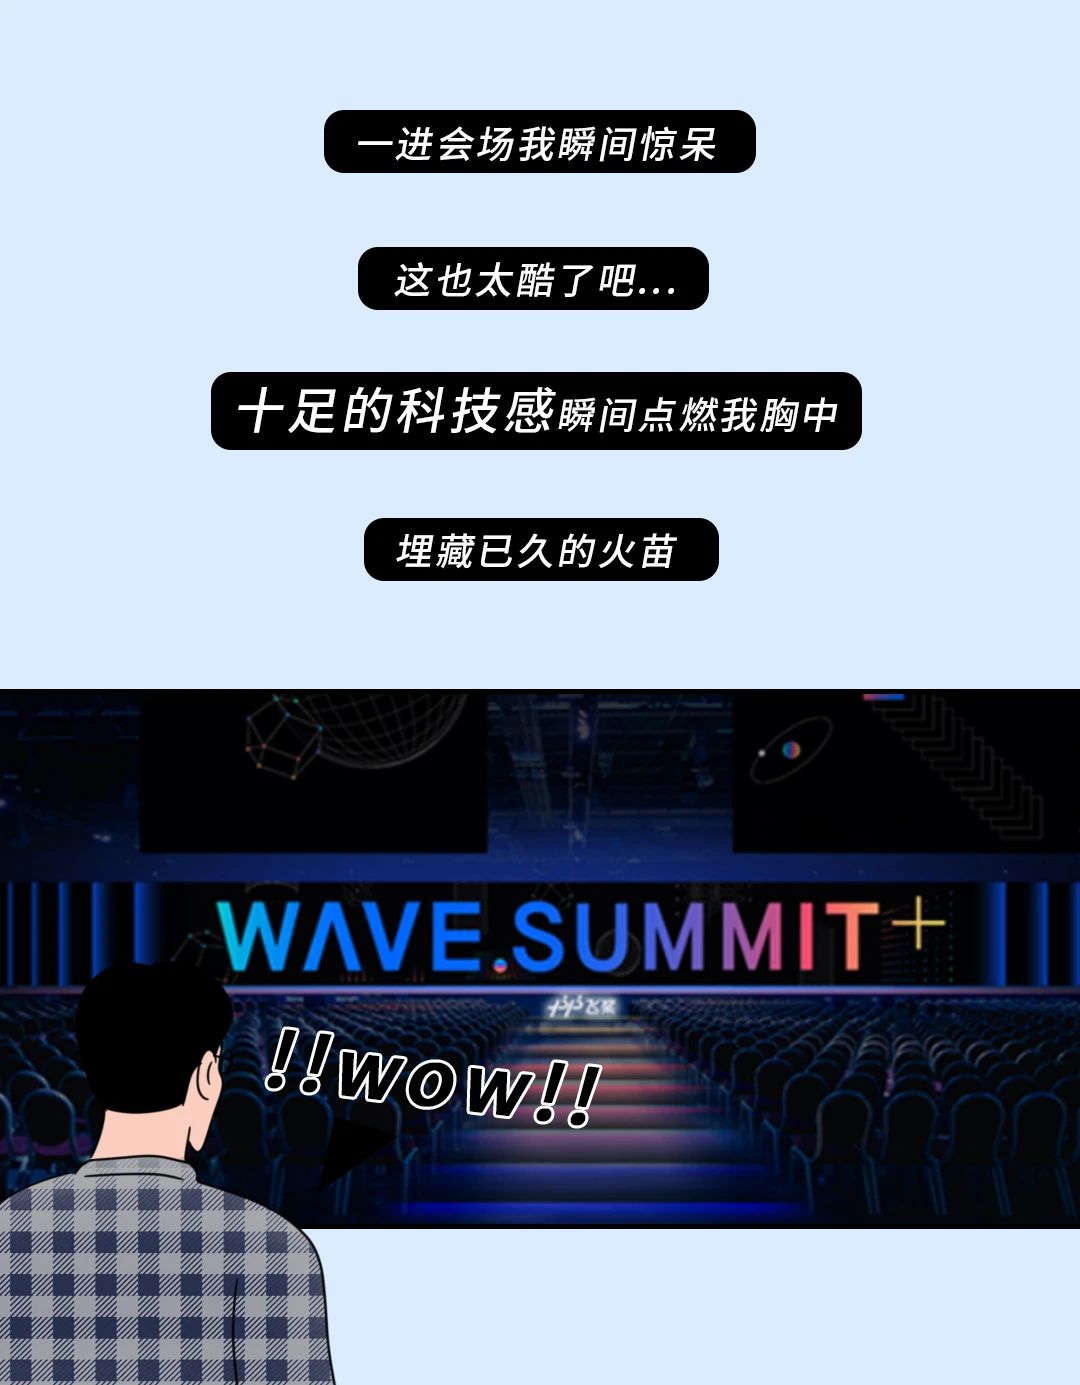 一进会场我瞬间惊呆
这也太酷了吧...
十足的科技感瞬间点燃我胸中
埋藏已久的火苗
WAVE.SUMMIT+
飞桨
!!wow!!